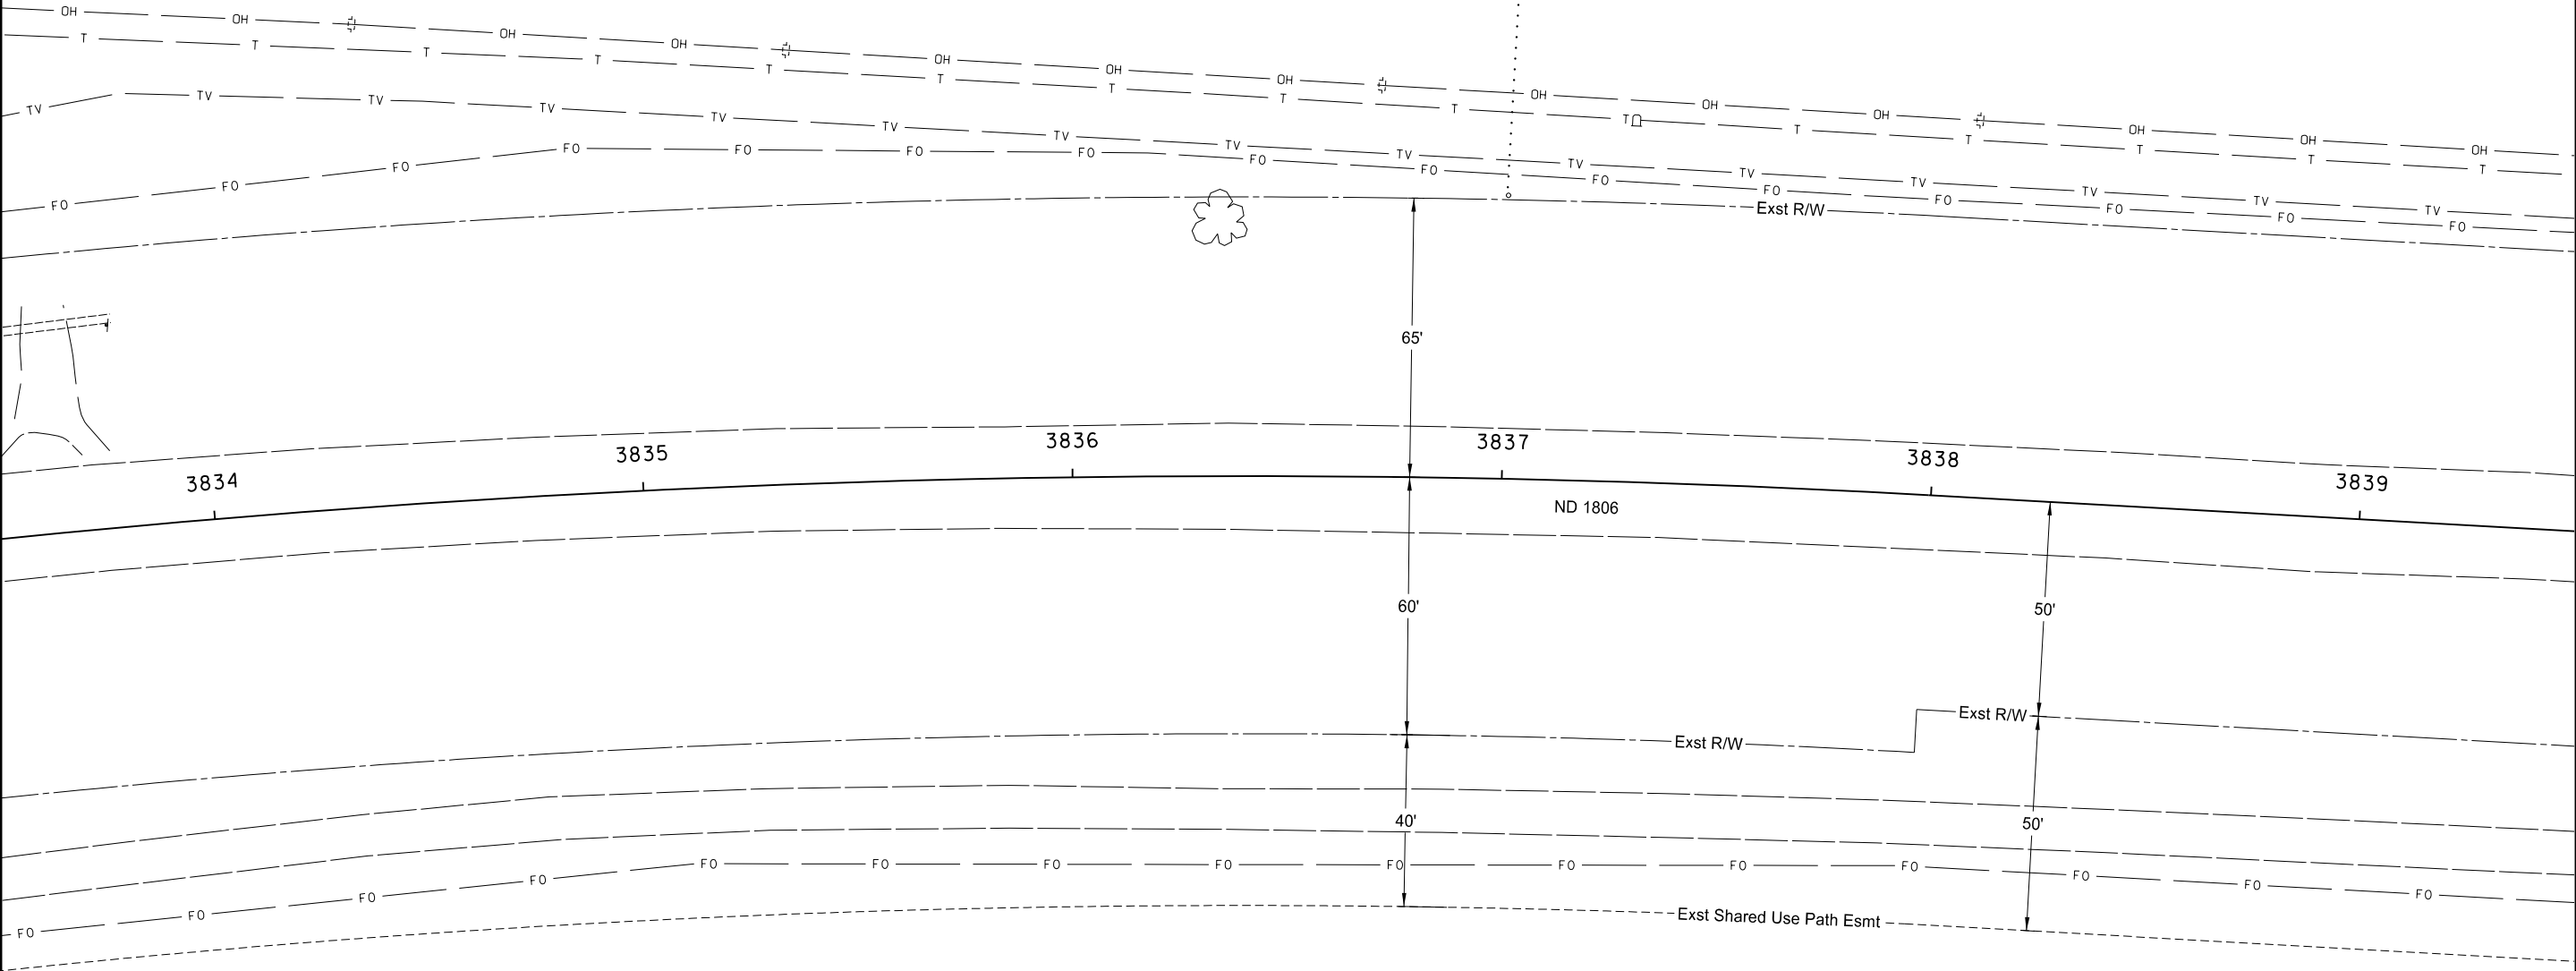 OH OH OH OH OH OH OH OH OH OH OH OH OH
T T T T T T T T T T T T T T T
TV TV TV TV TV TV TV TV TV TV TV TV TV TV TV
FO FO FO FO FO FO FO FO FO FO FO FO FO FO FO
Exst R/W
65'
3834 3835 3836 3837 3838 3839
ND 1806
60'
50'
Exst R/W
Exst R/W
40'
50'
FO FO FO FO FO FO FO FO FO FO FO FO FO FO FO
Exst Shared Use Path Esmt